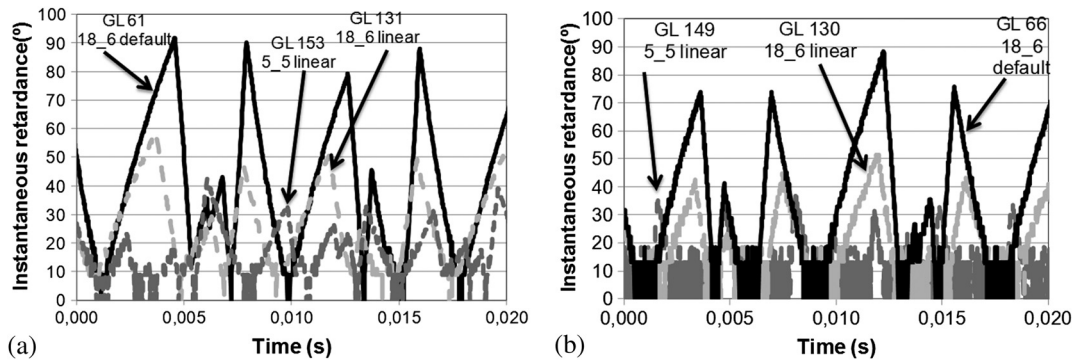 GL 61
18_6 default
GL 153
5_5 linear
GL 131
18_6 linear
Instantaneous retardance(º)
100
90
80
70
60
50
40
30
20
10
0
0,000
0,005
0,010
0,015
0,020
Time (s)
(a)
GL 149
5_5 linear
GL 130
18_6 linear
GL 66
18_6
default
Instantaneous retardance(º)
100
90
80
70
60
50
40
30
20
10
0
0,000
0,005
0,010
0,015
0,020
Time (s)
(b)